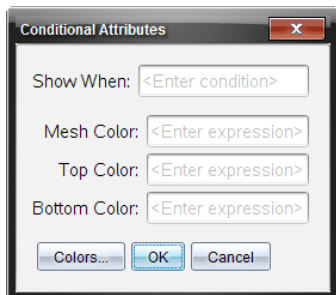 Conditional Attributes
Show When: <Enter condition>
Mesh Color: <Enter expression>
Top Color: <Enter expression>
Bottom Color: <Enter expression>
Colors... OK Cancel